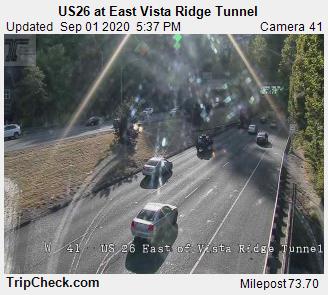 US26 at East Vista Ridge Tunnel
Updated Sep 01 2020 5:37 PM Camera 41
W 41 US 26 East of Vista Ridge Tunnel
TripCheck.com Milepost73.70